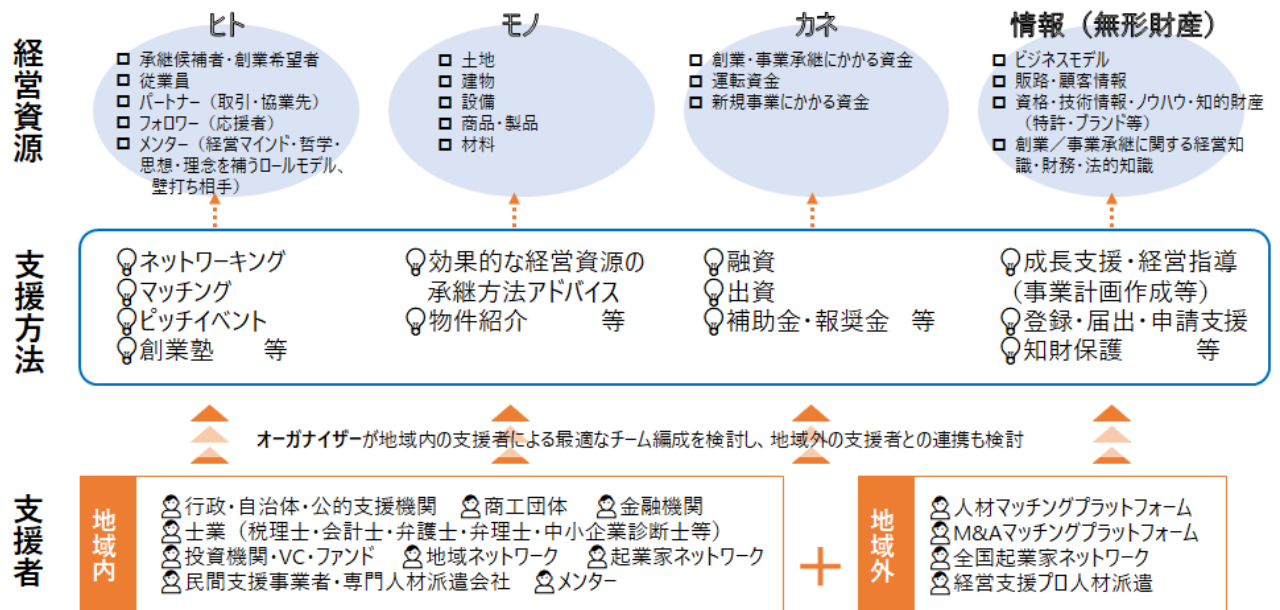 経営資源
ヒト
□ 承継候補者・創業希望者
□ 従業員
□ パートナー（取引・協業先）
□ フォロワー（応援者）
□ メンター（経営マインド・哲学・
思想・理念を補うロールモデル、
壁打ち相手）
モノ
□ 土地
□ 建物
□ 設備
□ 商品・製品
□ 材料
カネ
□ 創業・事業承継にかかる資金
□ 運転資金
□ 新規事業にかかる資金
情報（無形財産）
□ ビジネスモデル
□ 販路・顧客情報
□ 資格・技術情報・ノウハウ・知的財産
（特許・ブランド等）
□ 創業／事業承継に関する経営知
識・財務・法的知識
支援方法
ネットワーキング
マッチング
ピッチイベント
創業塾　等
効果的な経営資源の
承継方法アドバイス
物件紹介　等
融資
出資
補助金・報奨金　等
成長支援・経営指導
（事業計画作成等）
登録・届出・申請支援
知財保護　等
オーガナイザーが地域内の支援者による最適なチーム編成を検討し、地域外の支援者との連携も検討
支援者
地域内
行政・自治体・公的支援機関　商工団体　金融機関
士業（税理士・会計士・弁護士・弁理士・中小企業診断士等）
投資機関・VC・ファンド　地域ネットワーク　起業家ネットワーク
民間支援事業者・専門人材派遣会社　メンター
＋
地域外
人材マッチングプラットフォーム
M&Aマッチングプラットフォーム
全国起業家ネットワーク
経営支援プロ人材派遣